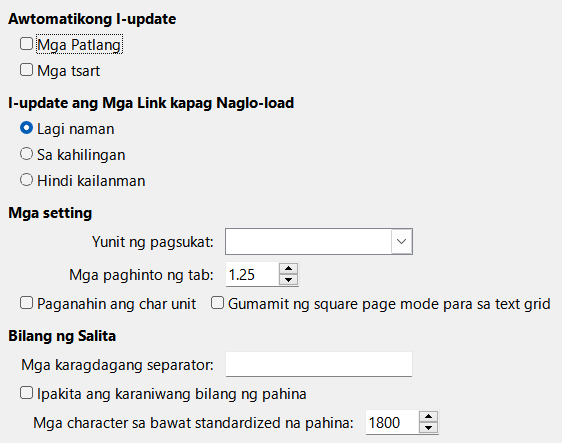 Awtomatikong I-update
Mga Patlang
Mga tsart
I-update ang Mga Link kapag Naglo-load
Lagi naman
Sa kahilingan
Hindi kailanman
Mga setting
Yunit ng pagsukat:
Mga paghinto ng tab: 1.25
Paganahin ang char unit Gumamit ng square page mode para sa text grid
Bilang ng Salita
Mga karagdagang separator:
Ipakita ang karaniwang bilang ng pahina
Mga character sa bawat standardized na pahina: 1800